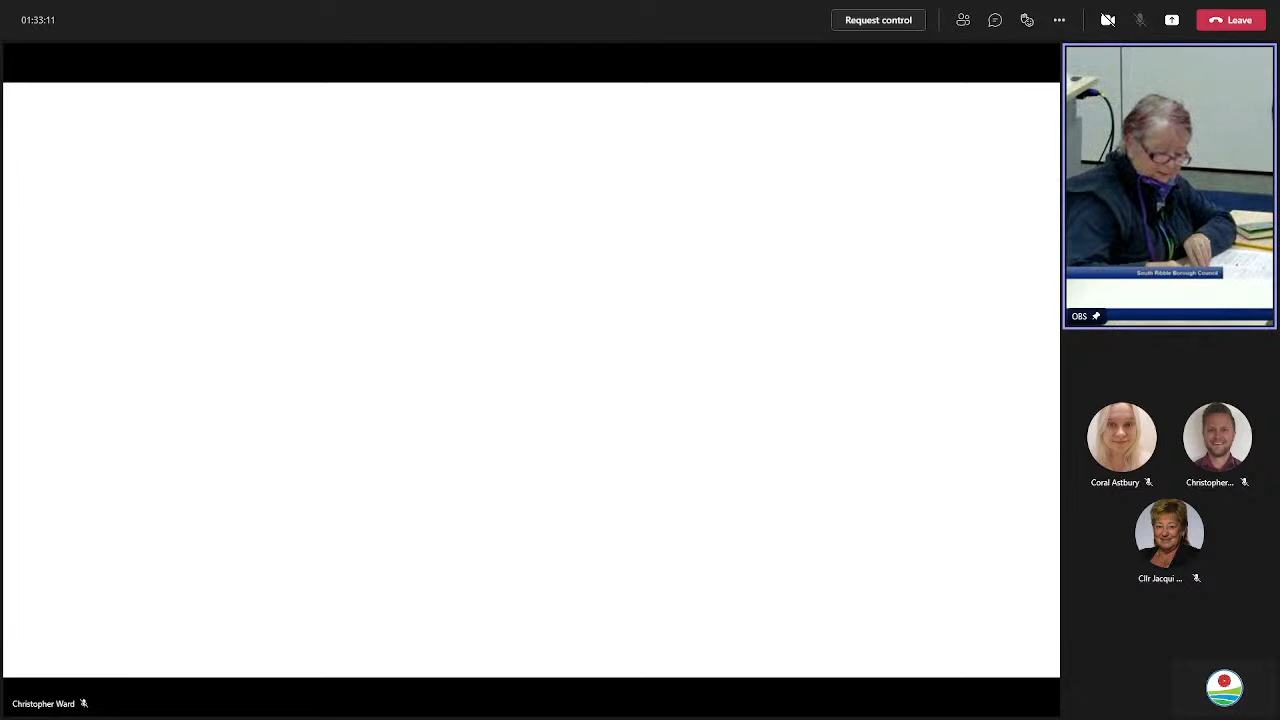 01:33:11
Request control
Leave
South Ribble Borough Council
OBS
Coral Astbury
Christopher...
Cllr Jacqui ...
Christopher Ward